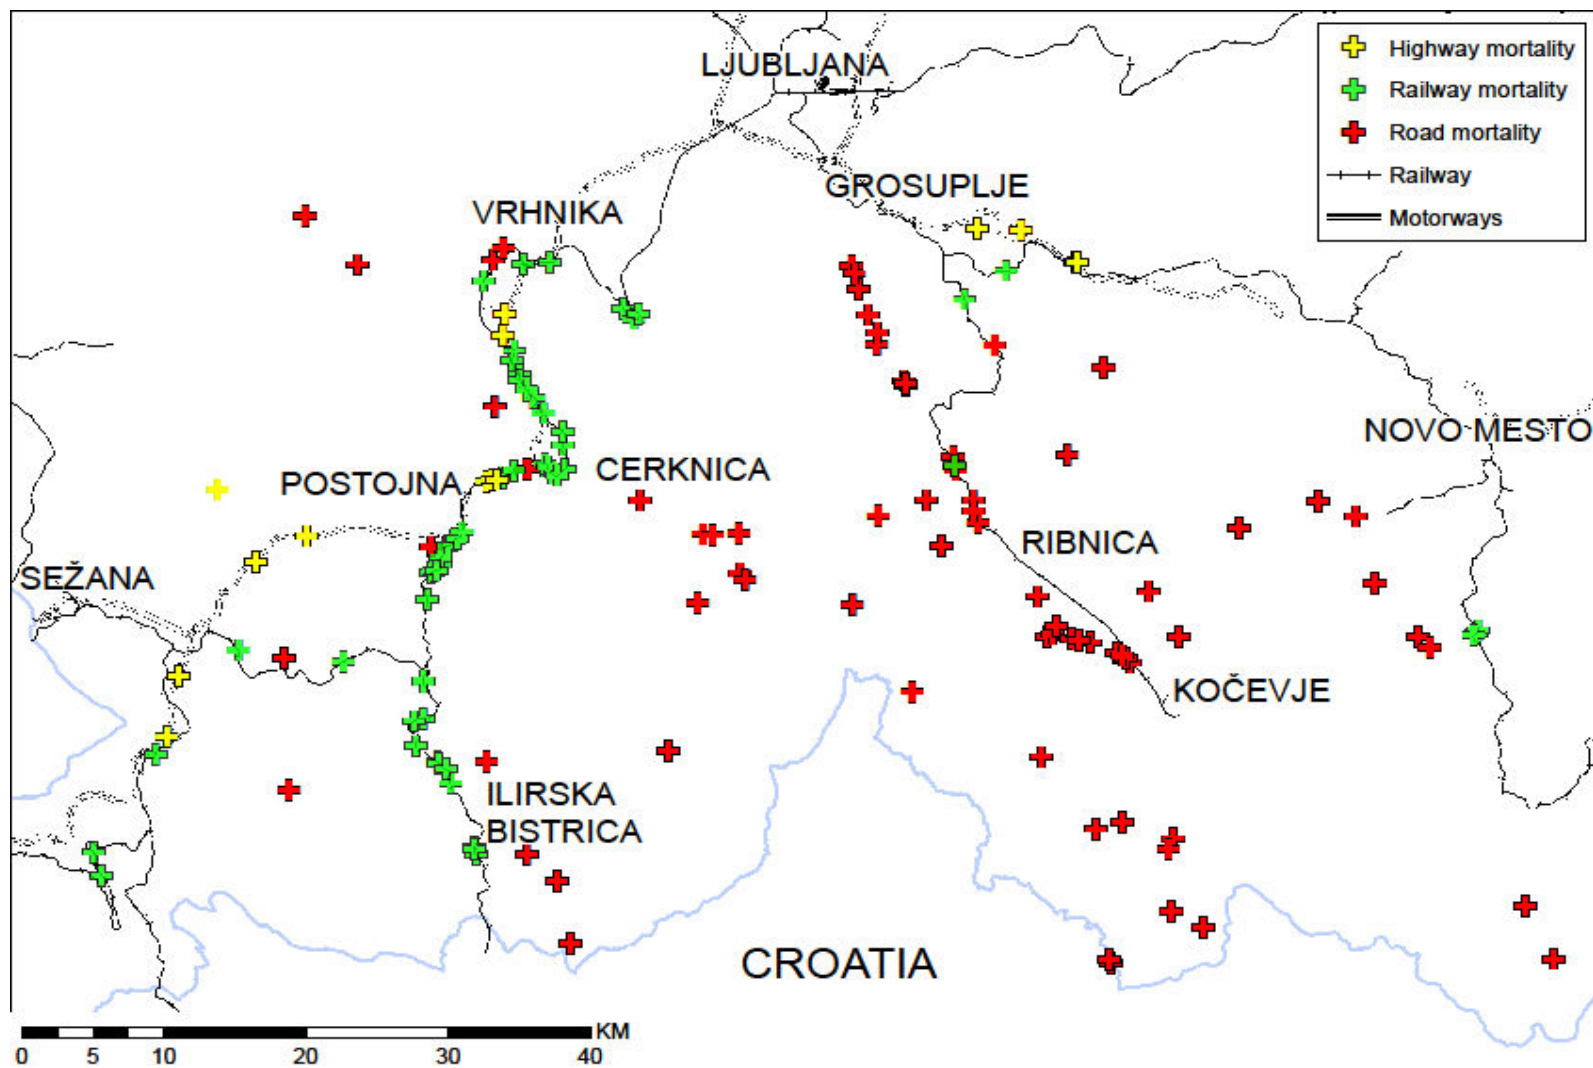 LJUBLJANA
Highway mortality
Railway mortality
Road mortality
Railway
Motorways
GROSUPLJE
VRHNIKA
NOVO MESTO
CERKNICA
POSTOJNA
RIBNICA
SEŽANA
KOČEVJE
ILIRSKA
BISTRICA
CROATIA
KM
0 5 10 20 30 40